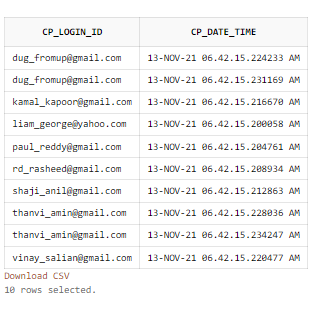 CP_LOGIN_ID CP_DATE_TIME
dug_fromup@gmail.com 13-NOV-21 06.42.15.224233 AM
dug_fromup@gmail.com 13-NOV-21 06.42.15.231169 AM
kamal_kapoor@gmail.com 13-NOV-21 06.42.15.216670 AM
liam_george@yahoo.com 13-NOV-21 06.42.15.200058 AM
paul_reddy@gmail.com 13-NOV-21 06.42.15.204761 AM
rd_rasheed@gmail.com 13-NOV-21 06.42.15.208934 AM
shaji_anil@gmail.com 13-NOV-21 06.42.15.212863 AM
thanvi_amin@gmail.com 13-NOV-21 06.42.15.228036 AM
thanvi_amin@gmail.com 13-NOV-21 06.42.15.234247 AM
vinay_salian@gmail.com 13-NOV-21 06.42.15.220477 AM
Download CSV
10 rows selected.